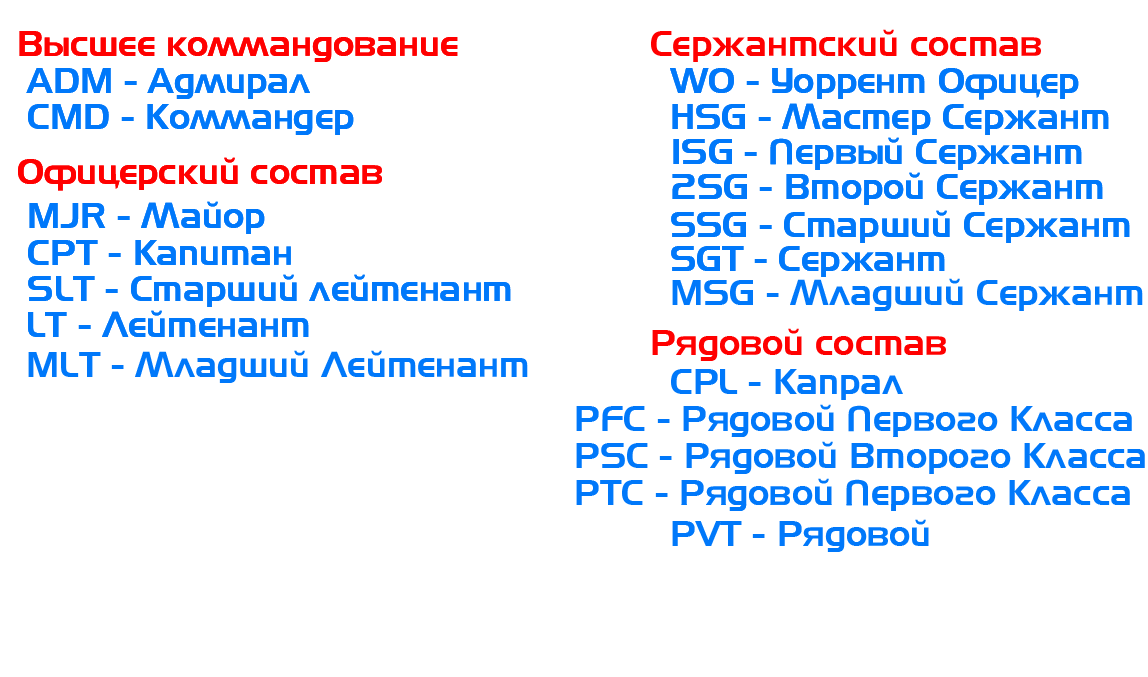 Высшее коммандование
ADM - Адмирал
CMD - Коммандер
Офицерский состав
MJR - Майор
CPT - Капитан
SLT - Старший лейтенант
LT - Лейтенант
MLT - Младший Лейтенант
Сержантский состав
WO - Уоррент Офицер
HSG - Мастер Сержант
1SG - Первый Сержант
2SG - Второй Сержант
SSG - Старший Сержант
SGT - Сержант
MSG - Младший Сержант
Рядовой состав
CPL - Капрал
PFC - Рядовой Первого Класса
PSC - Рядовой Второго Класса
PTC - Рядовой Первого Класса
PVT - Рядовой